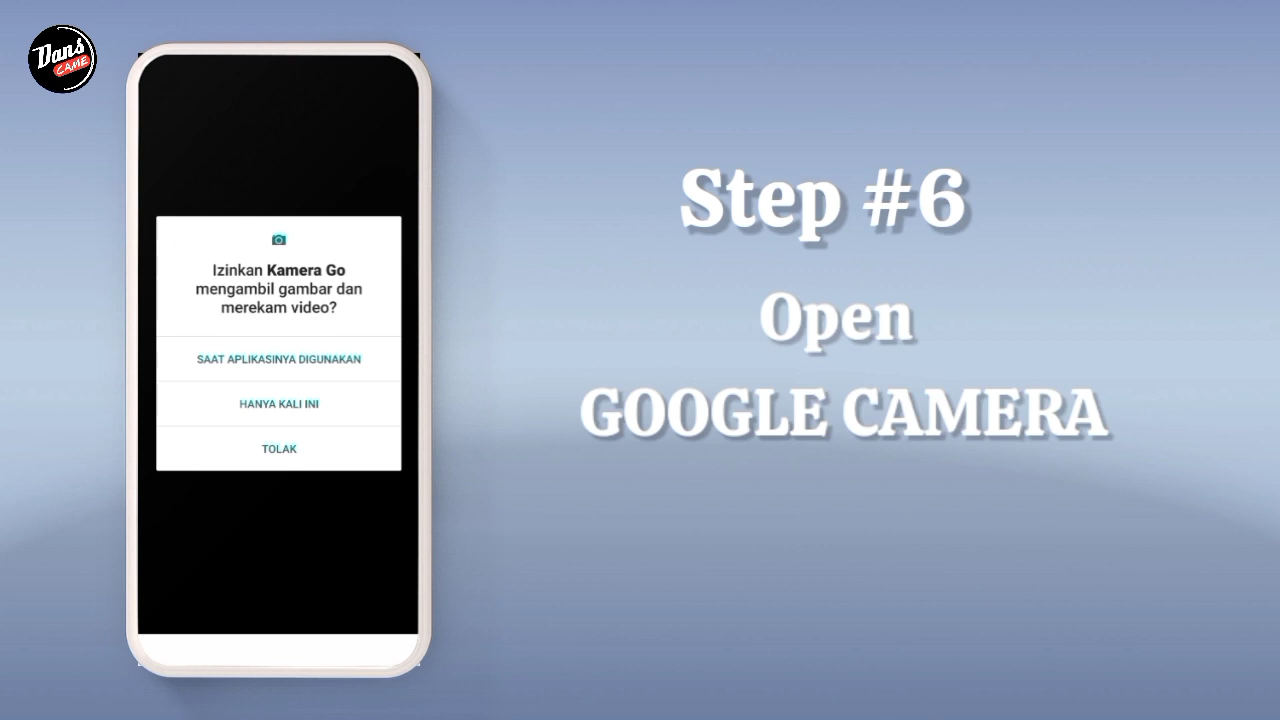 Dans
CAME
Izinkan Kamera Go
mengambil gambar dan
merekam video?
SAAT APLIKASINYA DIGUNAKAN
HANYA KALI INI
TOLAK
Step #6
Open
GOOGLE CAMERA